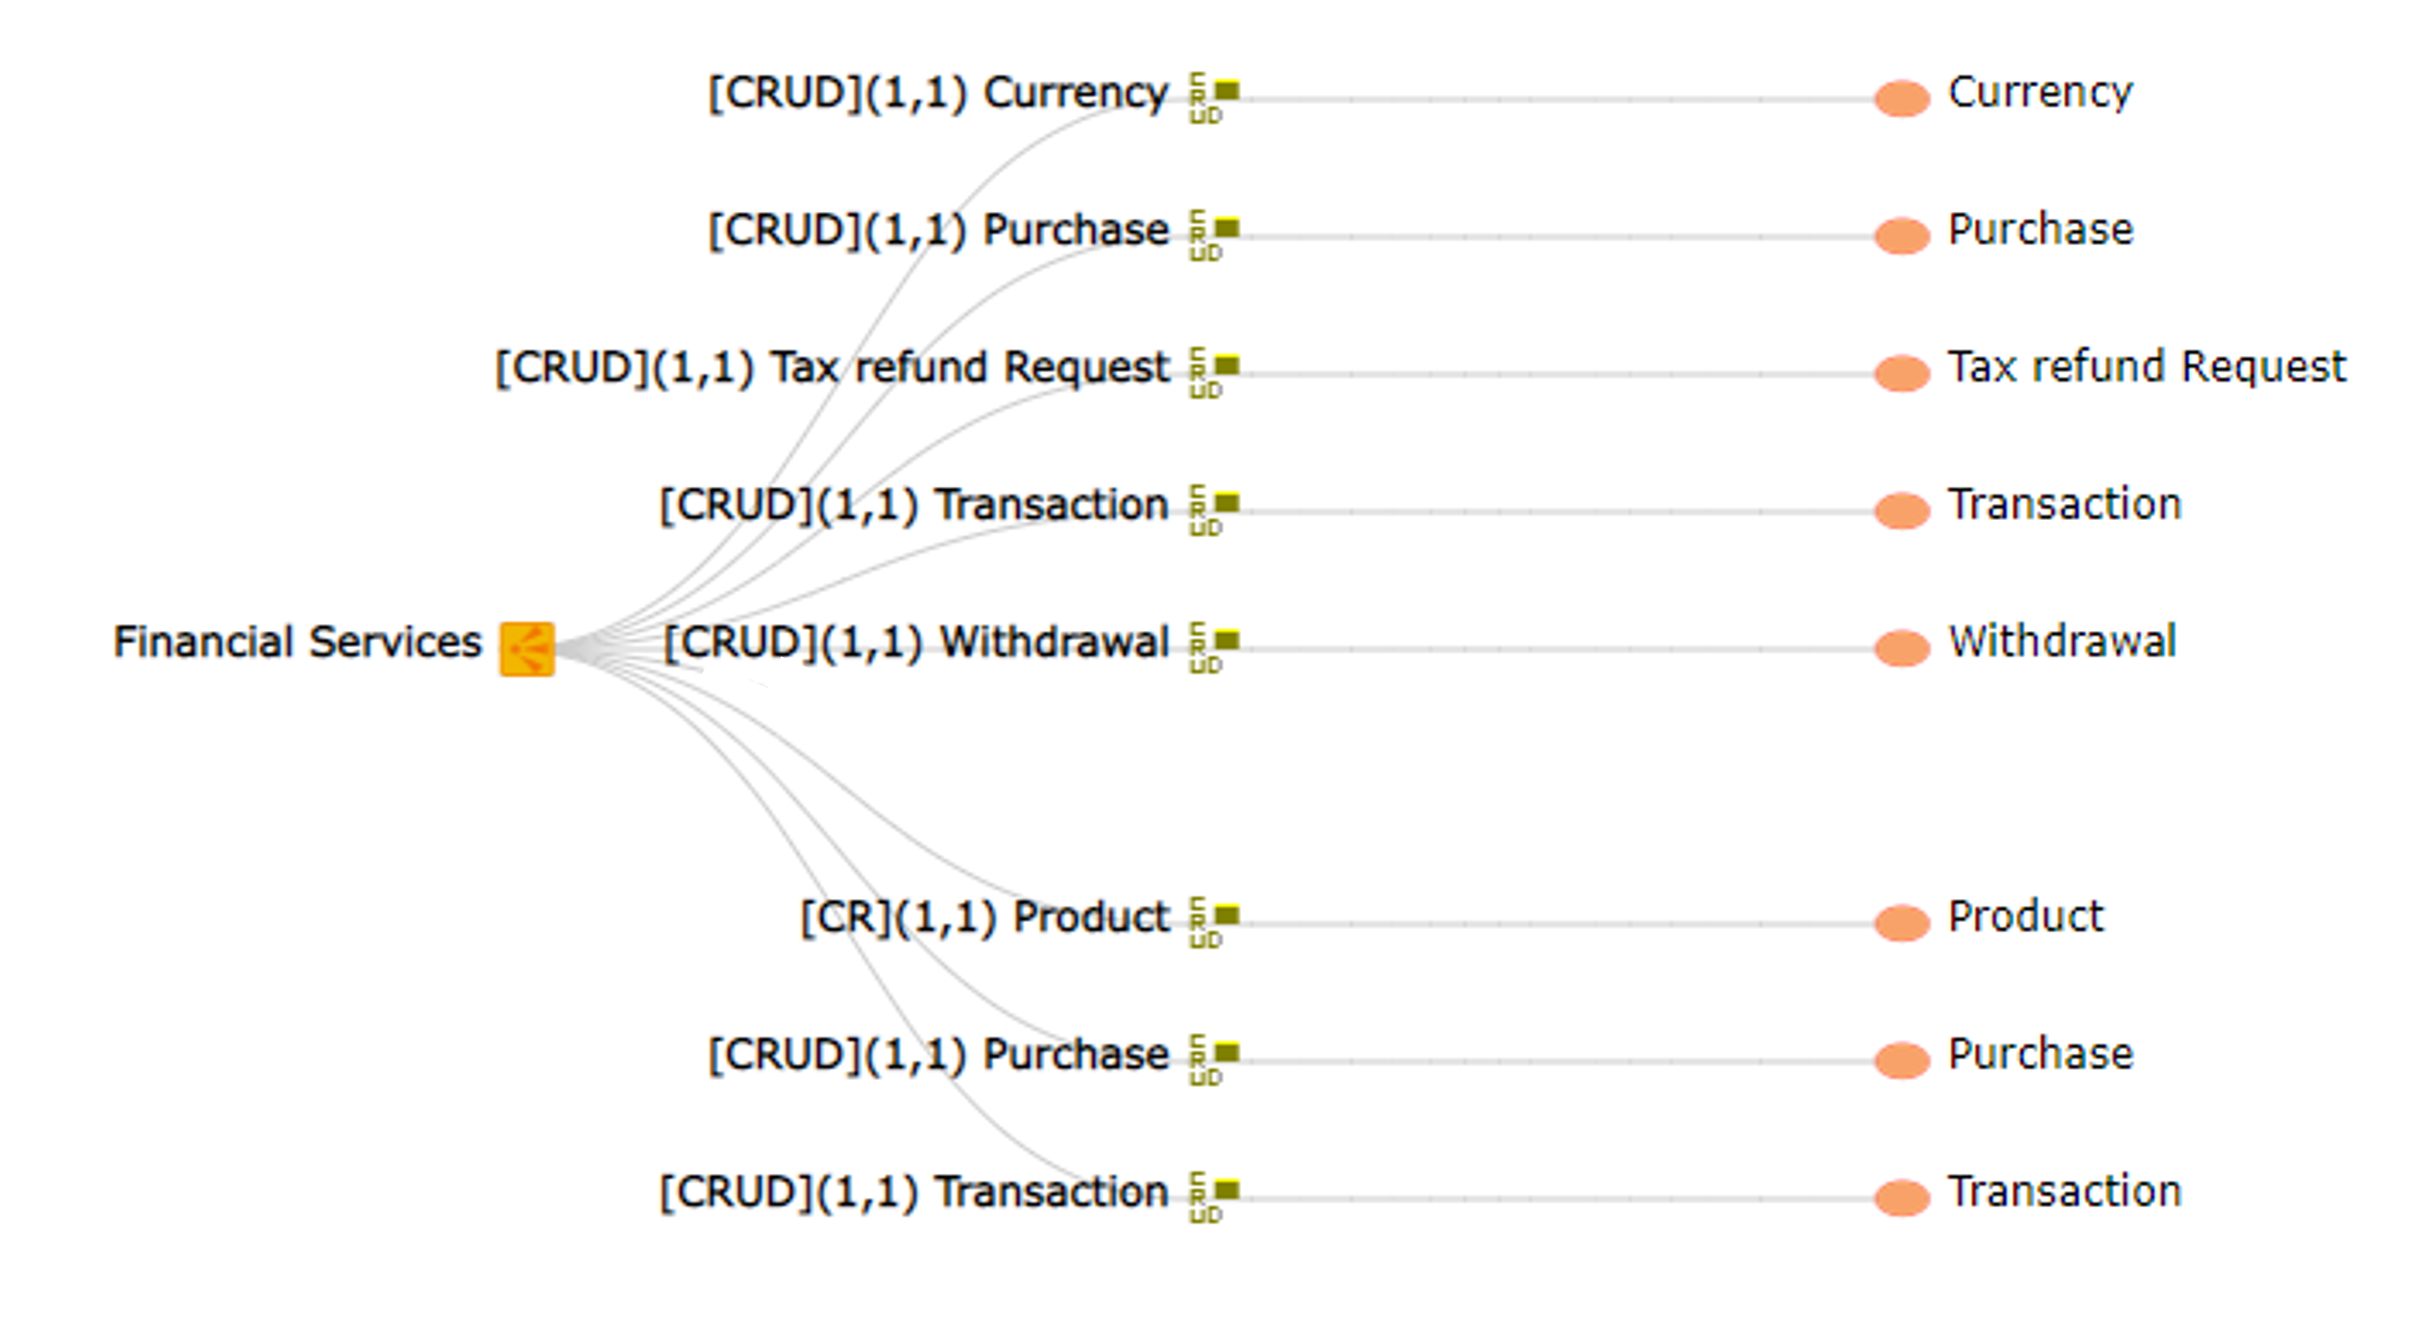 [CRUD](1,1) Currency Currency
[CRUD](1,1) Purchase Purchase
[CRUD](1,1) Tax refund Request Tax refund Request
[CRUD](1,1) Transaction Transaction
Financial Services [CRUD](1,1) Withdrawal Withdrawal
[CR](1,1) Product Product
[CRUD](1,1) Purchase Purchase
[CRUD](1,1) Transaction Transaction